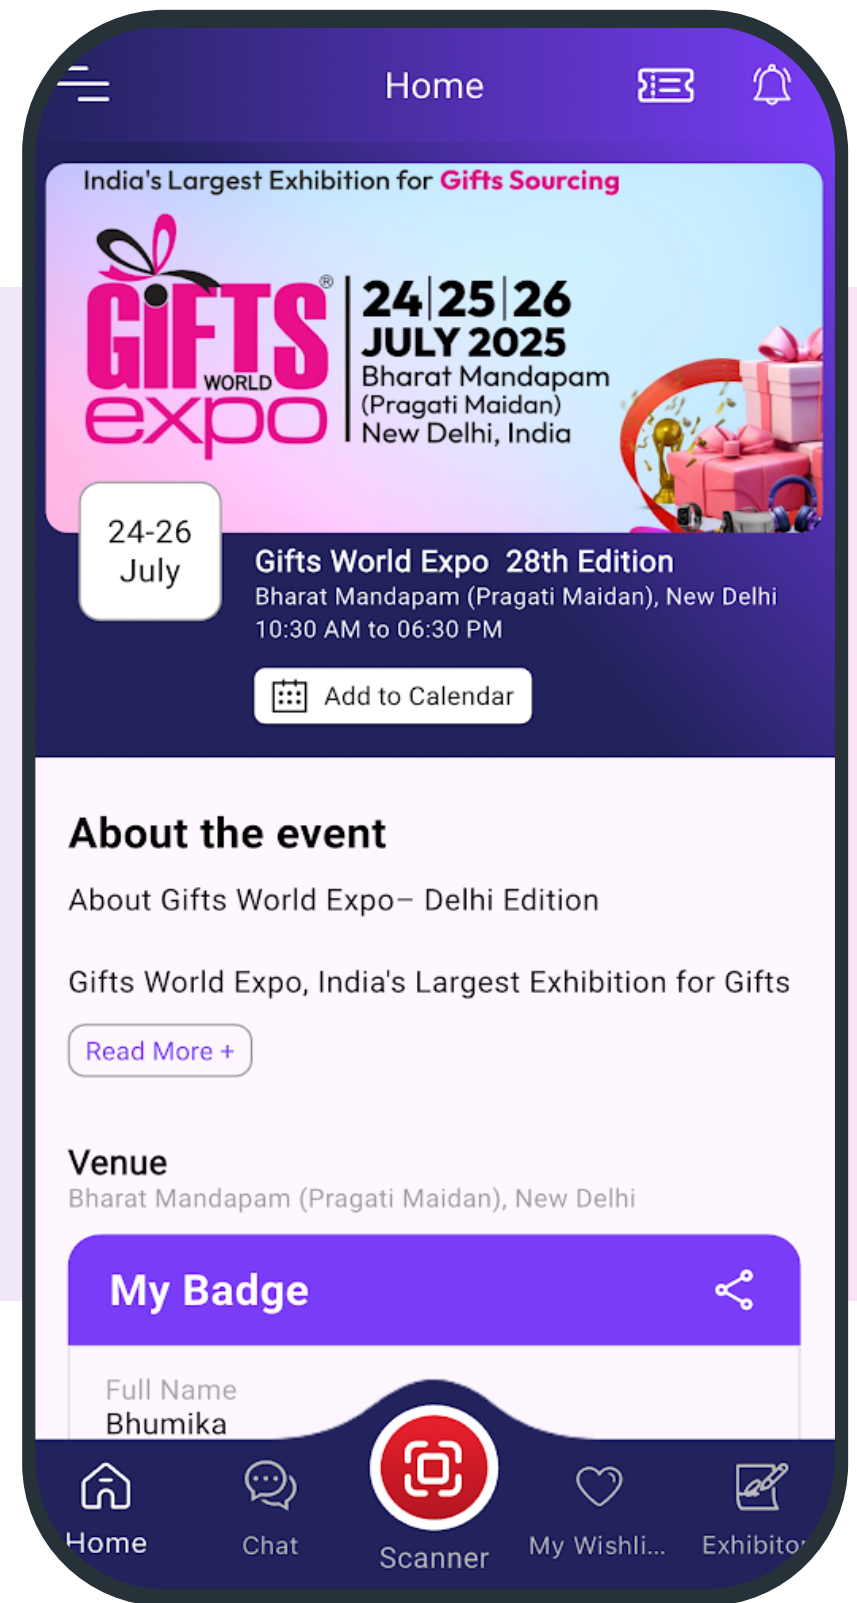 Home
India's Largest Exhibition for Gifts Sourcing
GIFTS®
WORLD
expo
24|25|26
JULY 2025
Bharat Mandapam
(Pragati Maidan)
New Delhi, India
24-26
July
Gifts World Expo 28th Edition
Bharat Mandapam (Pragati Maidan), New Delhi
10:30 AM to 06:30 PM
Add to Calendar
About the event
About Gifts World Expo– Delhi Edition
Gifts World Expo, India's Largest Exhibition for Gifts
Read More +
Venue
Bharat Mandapam (Pragati Maidan), New Delhi
My Badge
Full Name
Bhumika
Home
Chat
Scanner
My Wishli...
Exhibitor